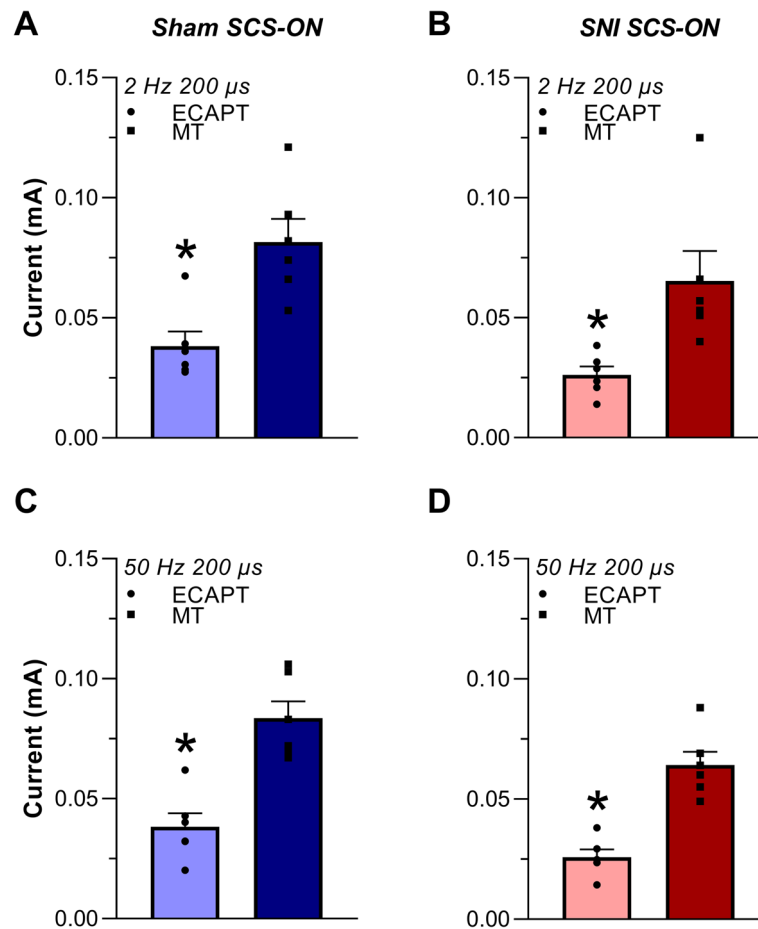 A
Sham SCS-ON
B
SNI SCS-ON
0.15
0.10
0.05
0.00
Current (mA)
2 Hz 200 µs
ECAPT
MT
*
0.15
0.10
0.05
0.00
2 Hz 200 µs
ECAPT
MT
*
C
D
0.15
0.10
0.05
0.00
Current (mA)
50 Hz 200 µs
ECAPT
MT
*
0.15
0.10
0.05
0.00
50 Hz 200 µs
ECAPT
MT
*